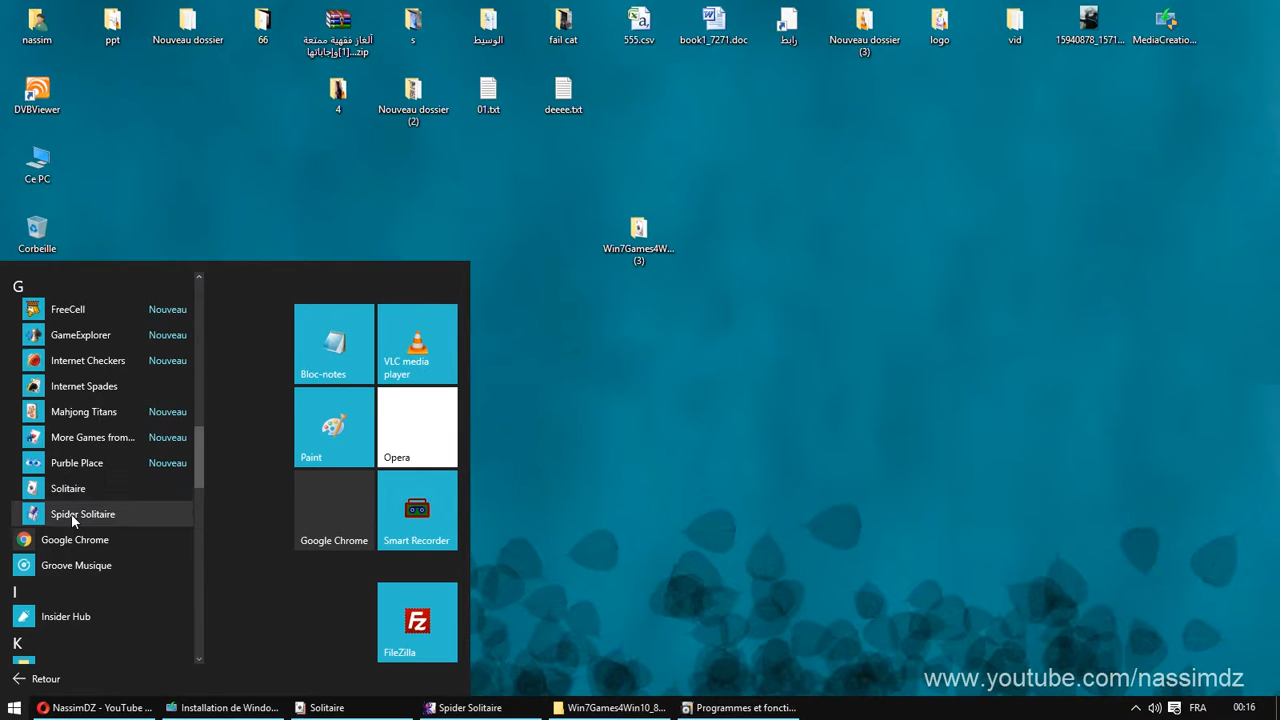 nassim
ppt
Nouveau dossier
66
ألغاز فقهية ممتعة
وإجاباتها[1]....zip
s
الوسيط
fail cat
555.csv
book1_7271.doc
رابط
Nouveau dossier
(3)
logo
vid
15940878_1571...
MediaCreatio...
DVBViewer
4
Nouveau dossier
(2)
01.txt
deeee.txt
Ce PC
Corbeille
Win7Games4W...
(3)
G
FreeCell Nouveau
GameExplorer Nouveau
Internet Checkers Nouveau
Internet Spades
Mahjong Titans Nouveau
More Games from... Nouveau
Purble Place Nouveau
Solitaire
Spider Solitaire
Google Chrome
Groove Musique
I
Insider Hub
K
Retour
Bloc-notes
VLC media
player
Paint
Opera
Google Chrome
Smart Recorder
FileZilla
www.youtube.com/nassimdz
NassimDZ - YouTube ...
Installation de Windo...
Solitaire
Spider Solitaire
Win7Games4Win10_8...
Programmes et foncti...
FR
00:16